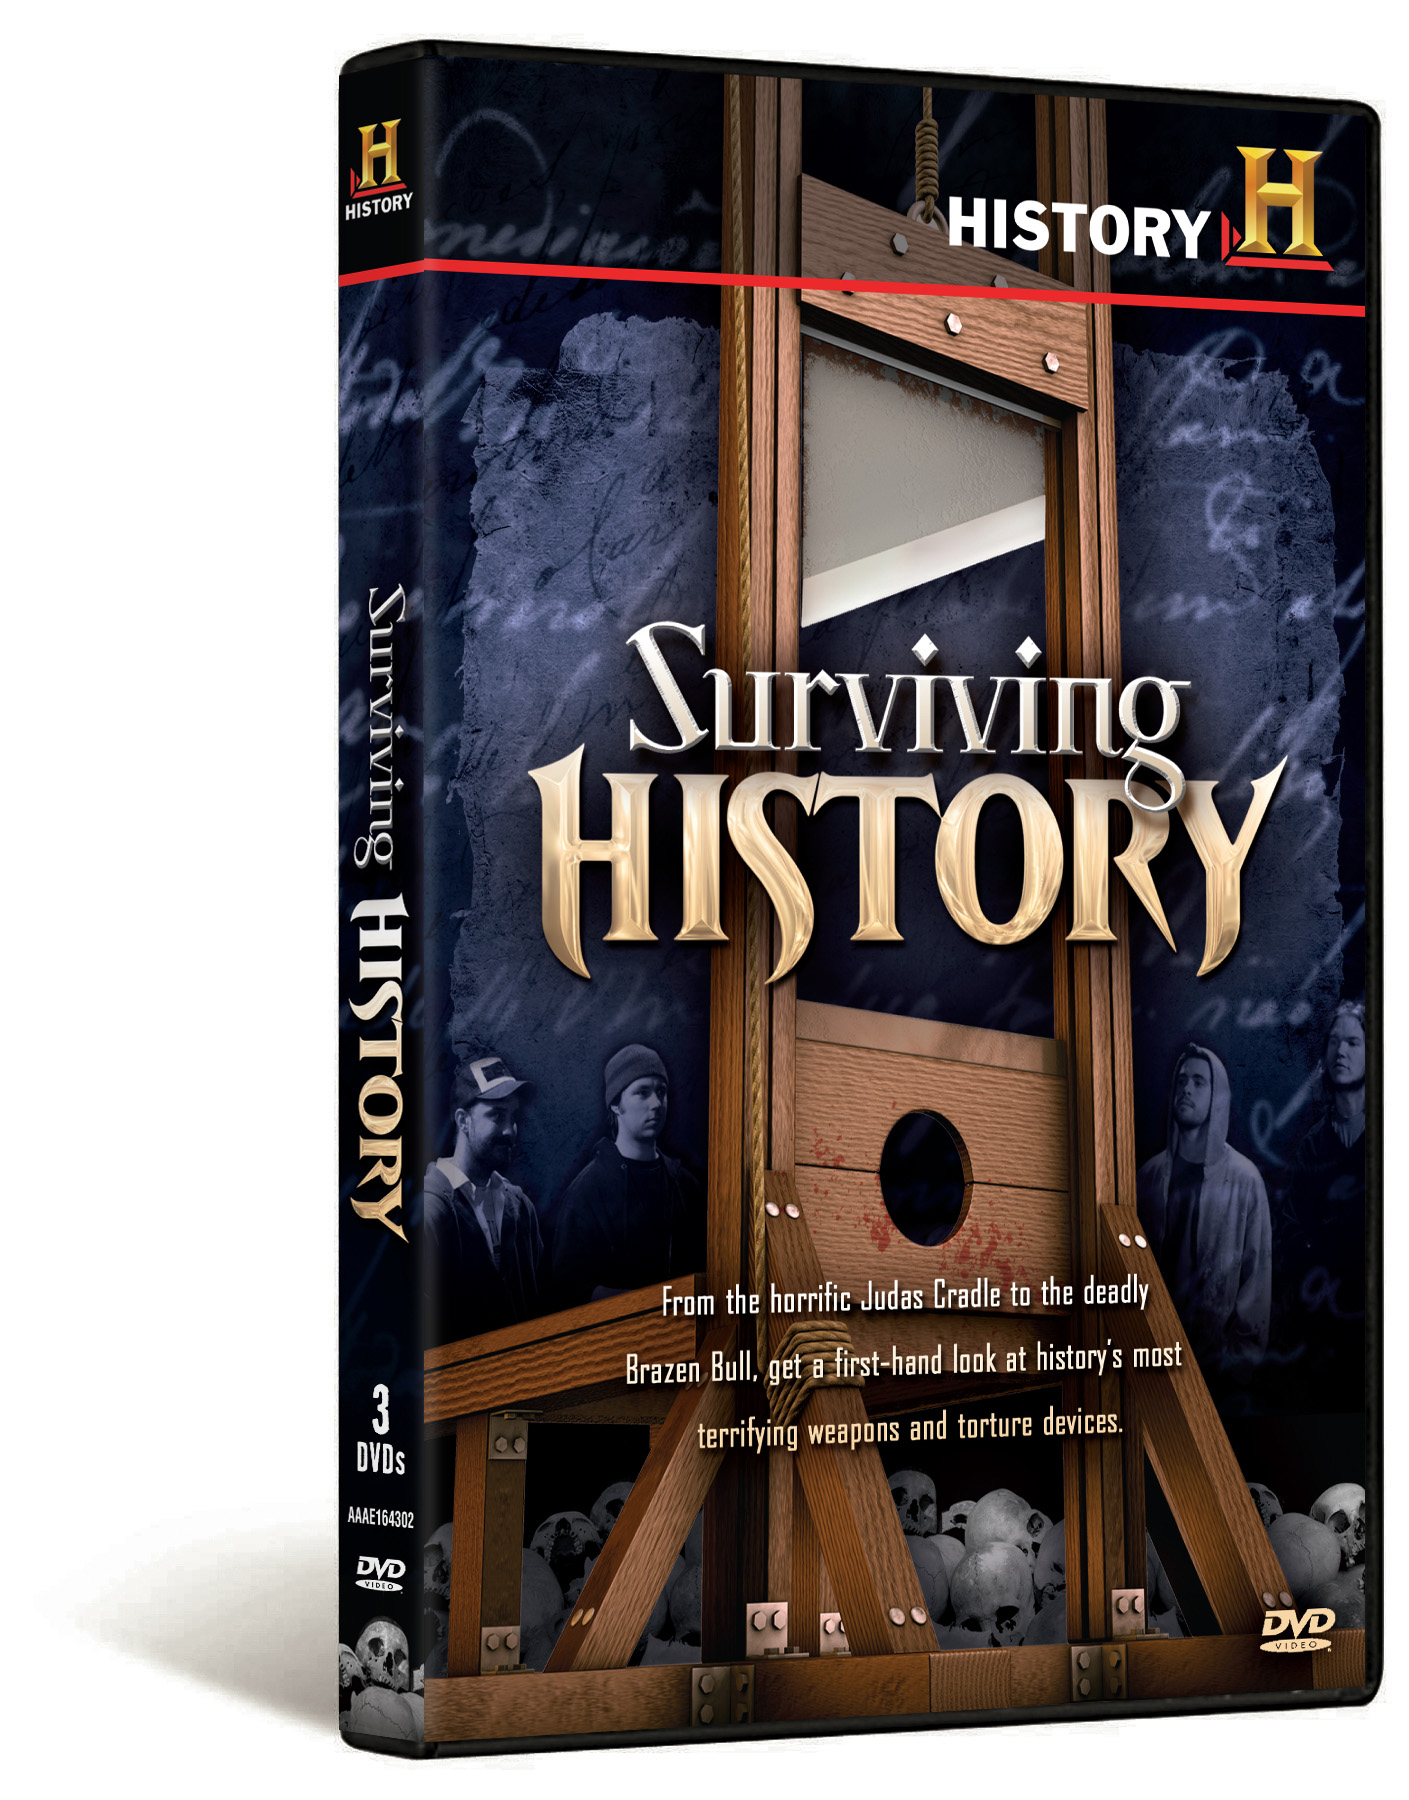 HISTORY H
Surviving
HISTORY
From the horrific Judas Cradle to the deadly
Brazen Bull, get a first-hand look at history's most
terrifying weapons and torture devices.
DVD
VIDEO
H
HISTORY
Surviving HISTORY
3
DVDs
AAAE164302
DVD
VIDEO